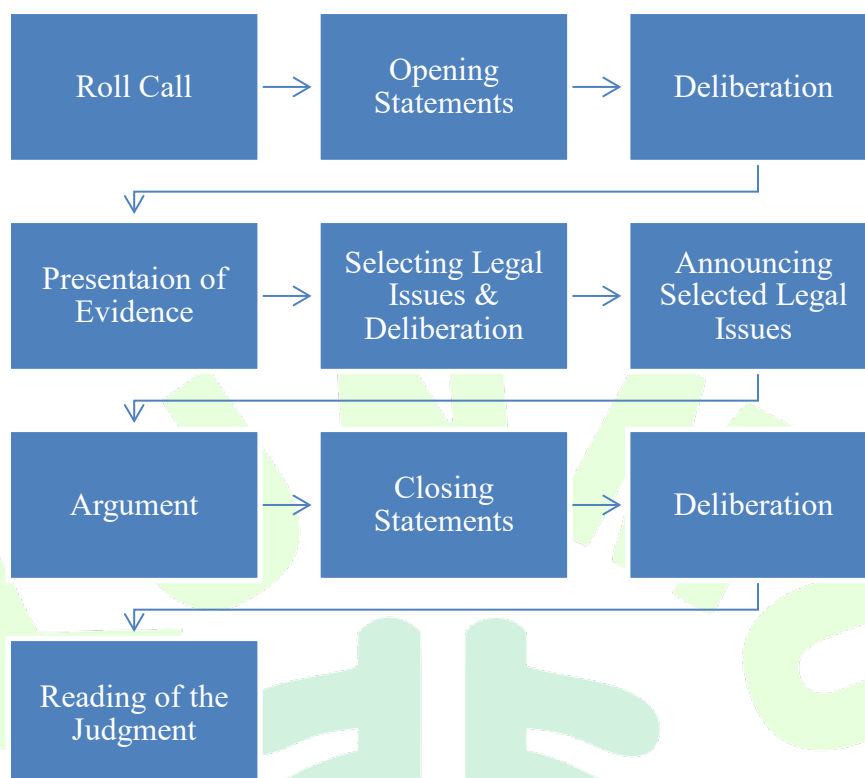 Roll Call
Opening
Statements
Deliberation
Presentaion of
Evidence
Selecting Legal
Issues &
Deliberation
Announcing
Selected Legal
Issues
Argument
Closing
Statements
Deliberation
Reading of the
Judgment